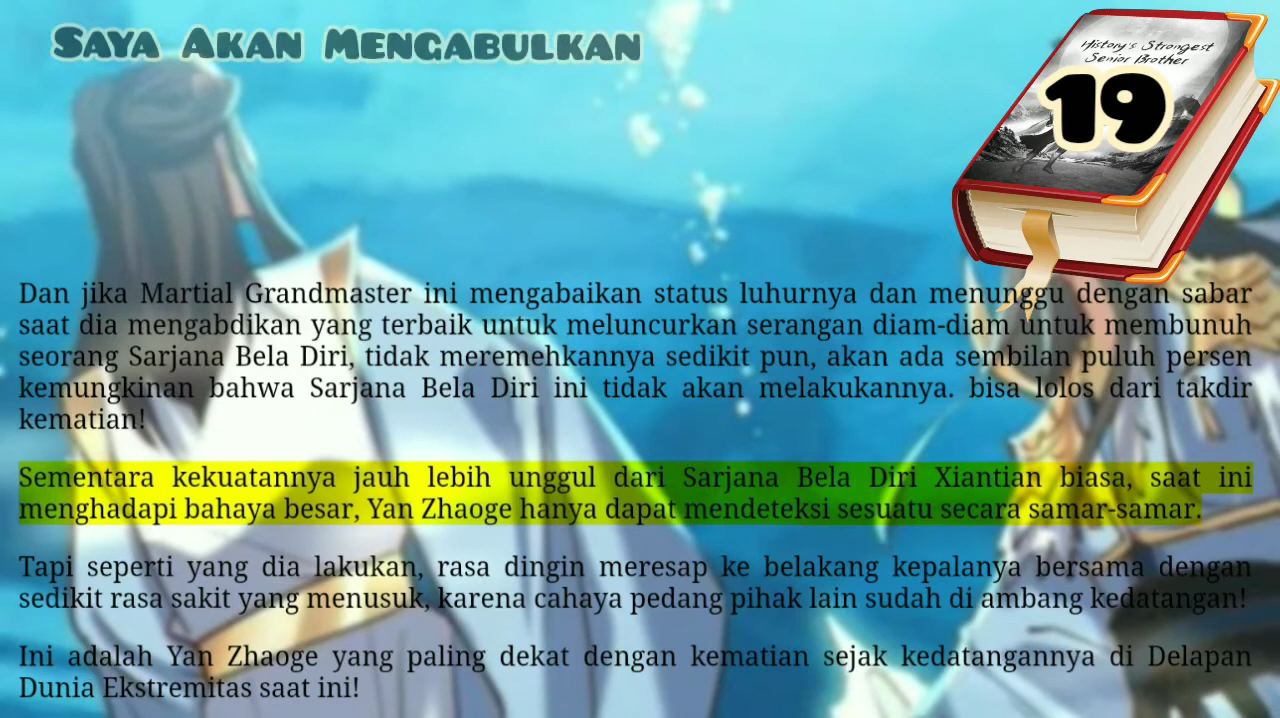 Saya Akan Mengabulkan
History's Strongest
Senior Brother
19
Dan jika Martial Grandmaster ini mengabaikan status luhurnya dan menunggu dengan sabar
saat dia mengabdikan yang terbaik untuk meluncurkan serangan diam-diam untuk membunuh
seorang Sarjana Bela Diri, tidak meremehkannya sedikit pun, akan ada sembilan puluh persen
kemungkinan bahwa Sarjana Bela Diri ini tidak akan melakukannya. bisa lolos dari takdir
kematian!
Sementara kekuatannya jauh lebih unggul dari Sarjana Bela Diri Xiantian biasa, saat ini
menghadapi bahaya besar, Yan Zhaoge hanya dapat mendeteksi sesuatu secara samar-samar.
Tapi seperti yang dia lakukan, rasa dingin meresap ke belakang kepalanya bersama dengan
sedikit rasa sakit yang menusuk, karena cahaya pedang pihak lain sudah di ambang kedatangan!
Ini adalah Yan Zhaoge yang paling dekat dengan kematian sejak kedatangannya di Delapan
Dunia Ekstremitas saat ini!